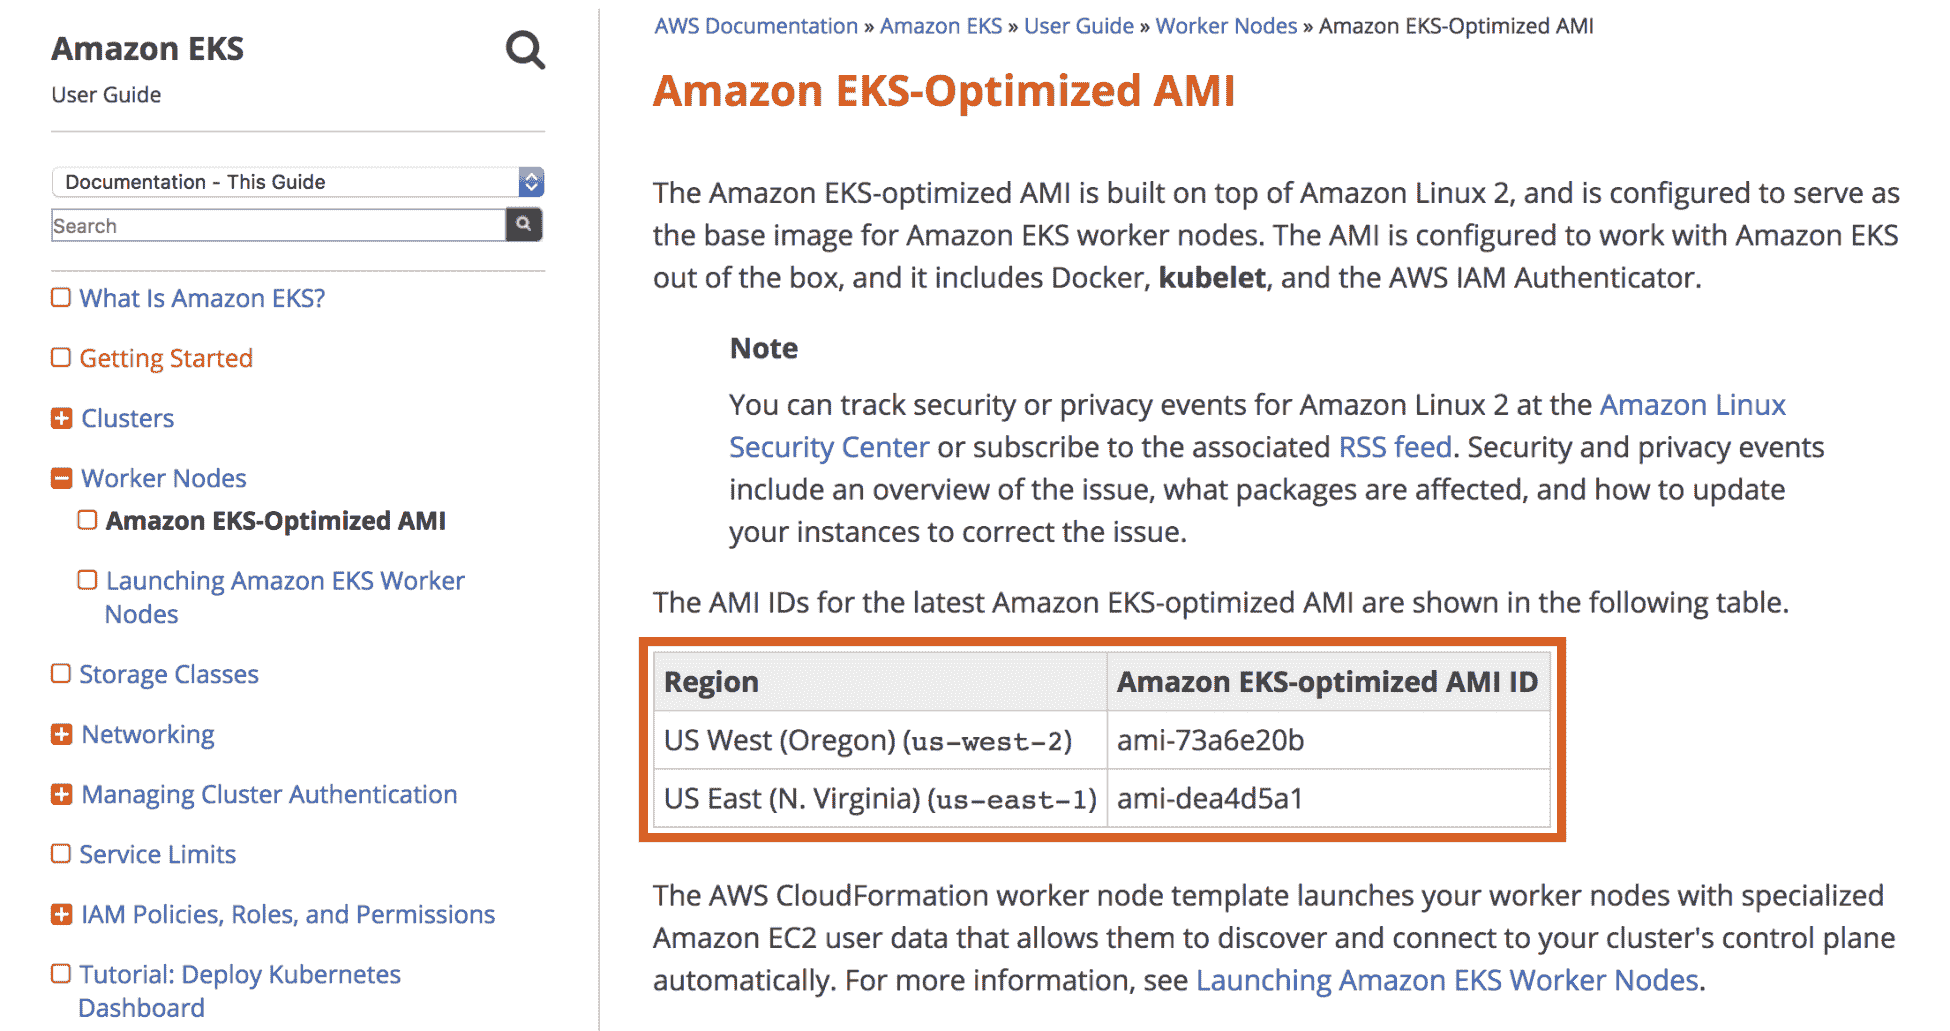 Amazon EKS
User Guide
Documentation - This Guide
Search
What Is Amazon EKS?
Getting Started
Clusters
Worker Nodes
Amazon EKS-Optimized AMI
Launching Amazon EKS Worker
Nodes
Storage Classes
Networking
Managing Cluster Authentication
Service Limits
IAM Policies, Roles, and Permissions
Tutorial: Deploy Kubernetes
Dashboard
AWS Documentation » Amazon EKS » User Guide » Worker Nodes » Amazon EKS-Optimized AMI
Amazon EKS-Optimized AMI
The Amazon EKS-optimized AMI is built on top of Amazon Linux 2, and is configured to serve as
the base image for Amazon EKS worker nodes. The AMI is configured to work with Amazon EKS
out of the box, and it includes Docker, kubelet, and the AWS IAM Authenticator.
Note
You can track security or privacy events for Amazon Linux 2 at the Amazon Linux
Security Center or subscribe to the associated RSS feed. Security and privacy events
include an overview of the issue, what packages are affected, and how to update
your instances to correct the issue.
The AMI IDs for the latest Amazon EKS-optimized AMI are shown in the following table.
Region Amazon EKS-optimized AMI ID
US West (Oregon) (us-west-2) ami-73a6e20b
US East (N. Virginia) (us-east-1) ami-dea4d5a1
The AWS CloudFormation worker node template launches your worker nodes with specialized
Amazon EC2 user data that allows them to discover and connect to your cluster's control plane
automatically. For more information, see Launching Amazon EKS Worker Nodes.